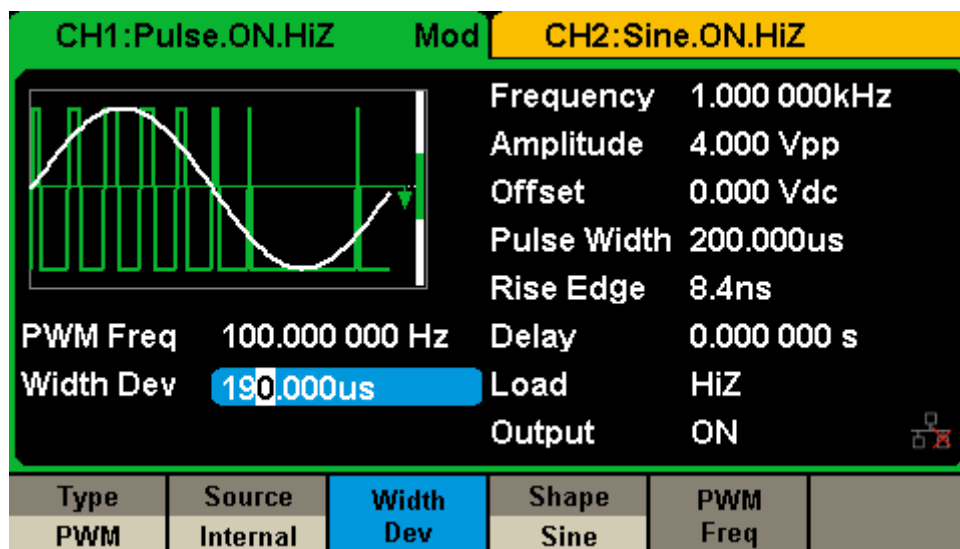 CH1:Pulse.ON.HiZ Mod CH2:Sine.ON.HiZ
Frequency 1.000 000kHz
Amplitude 4.000 Vpp
Offset 0.000 Vdc
Pulse Width 200.000us
Rise Edge 8.4ns
PWM Freq 100.000 000 Hz
Delay 0.000 000 s
Width Dev 190.000us
Load HiZ
Output ON
Type Source Width Dev Shape PWM Freq
PWM Internal Sine